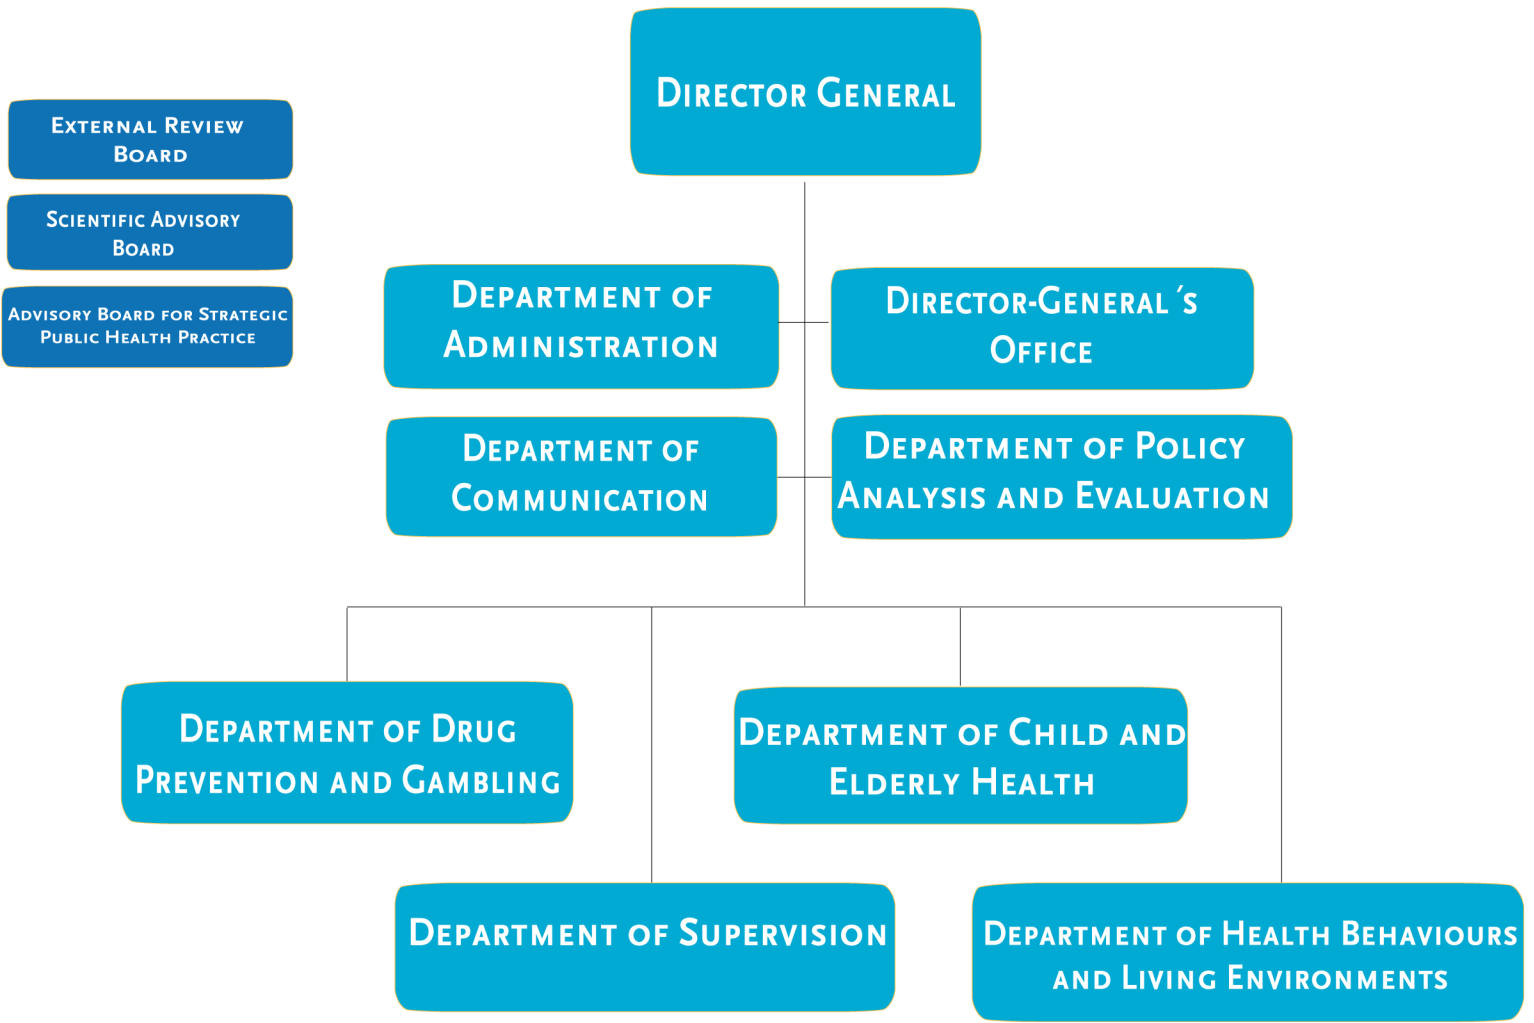 Director General
External Review
Board
Scientific Advisory
Board
Advisory Board for Strategic
Public Health Practice
Department of
Administration
Director-General ´s
Office
Department of
Communication
Department of Policy
Analysis and Evaluation
Department of Drug
Prevention and Gambling
Department of Child and
Elderly Health
Department of Supervision
Department of Health Behaviours
and Living Environments